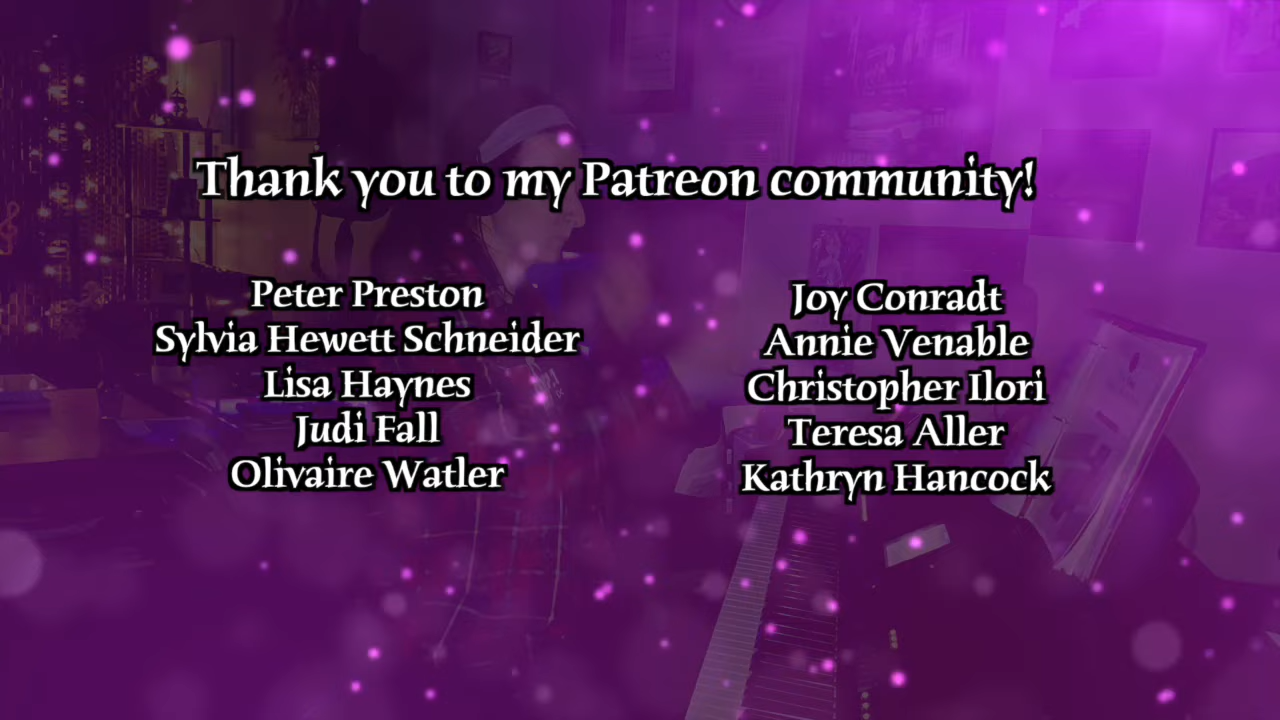 Thank you to my Patreon community!
Peter Preston
Sylvia Hewett Schneider
Lisa Haynes
Judi Fall
Olivaire Watler
Joy Conradt
Annie Venable
Christopher Ilori
Teresa Aller
Kathryn Hancock